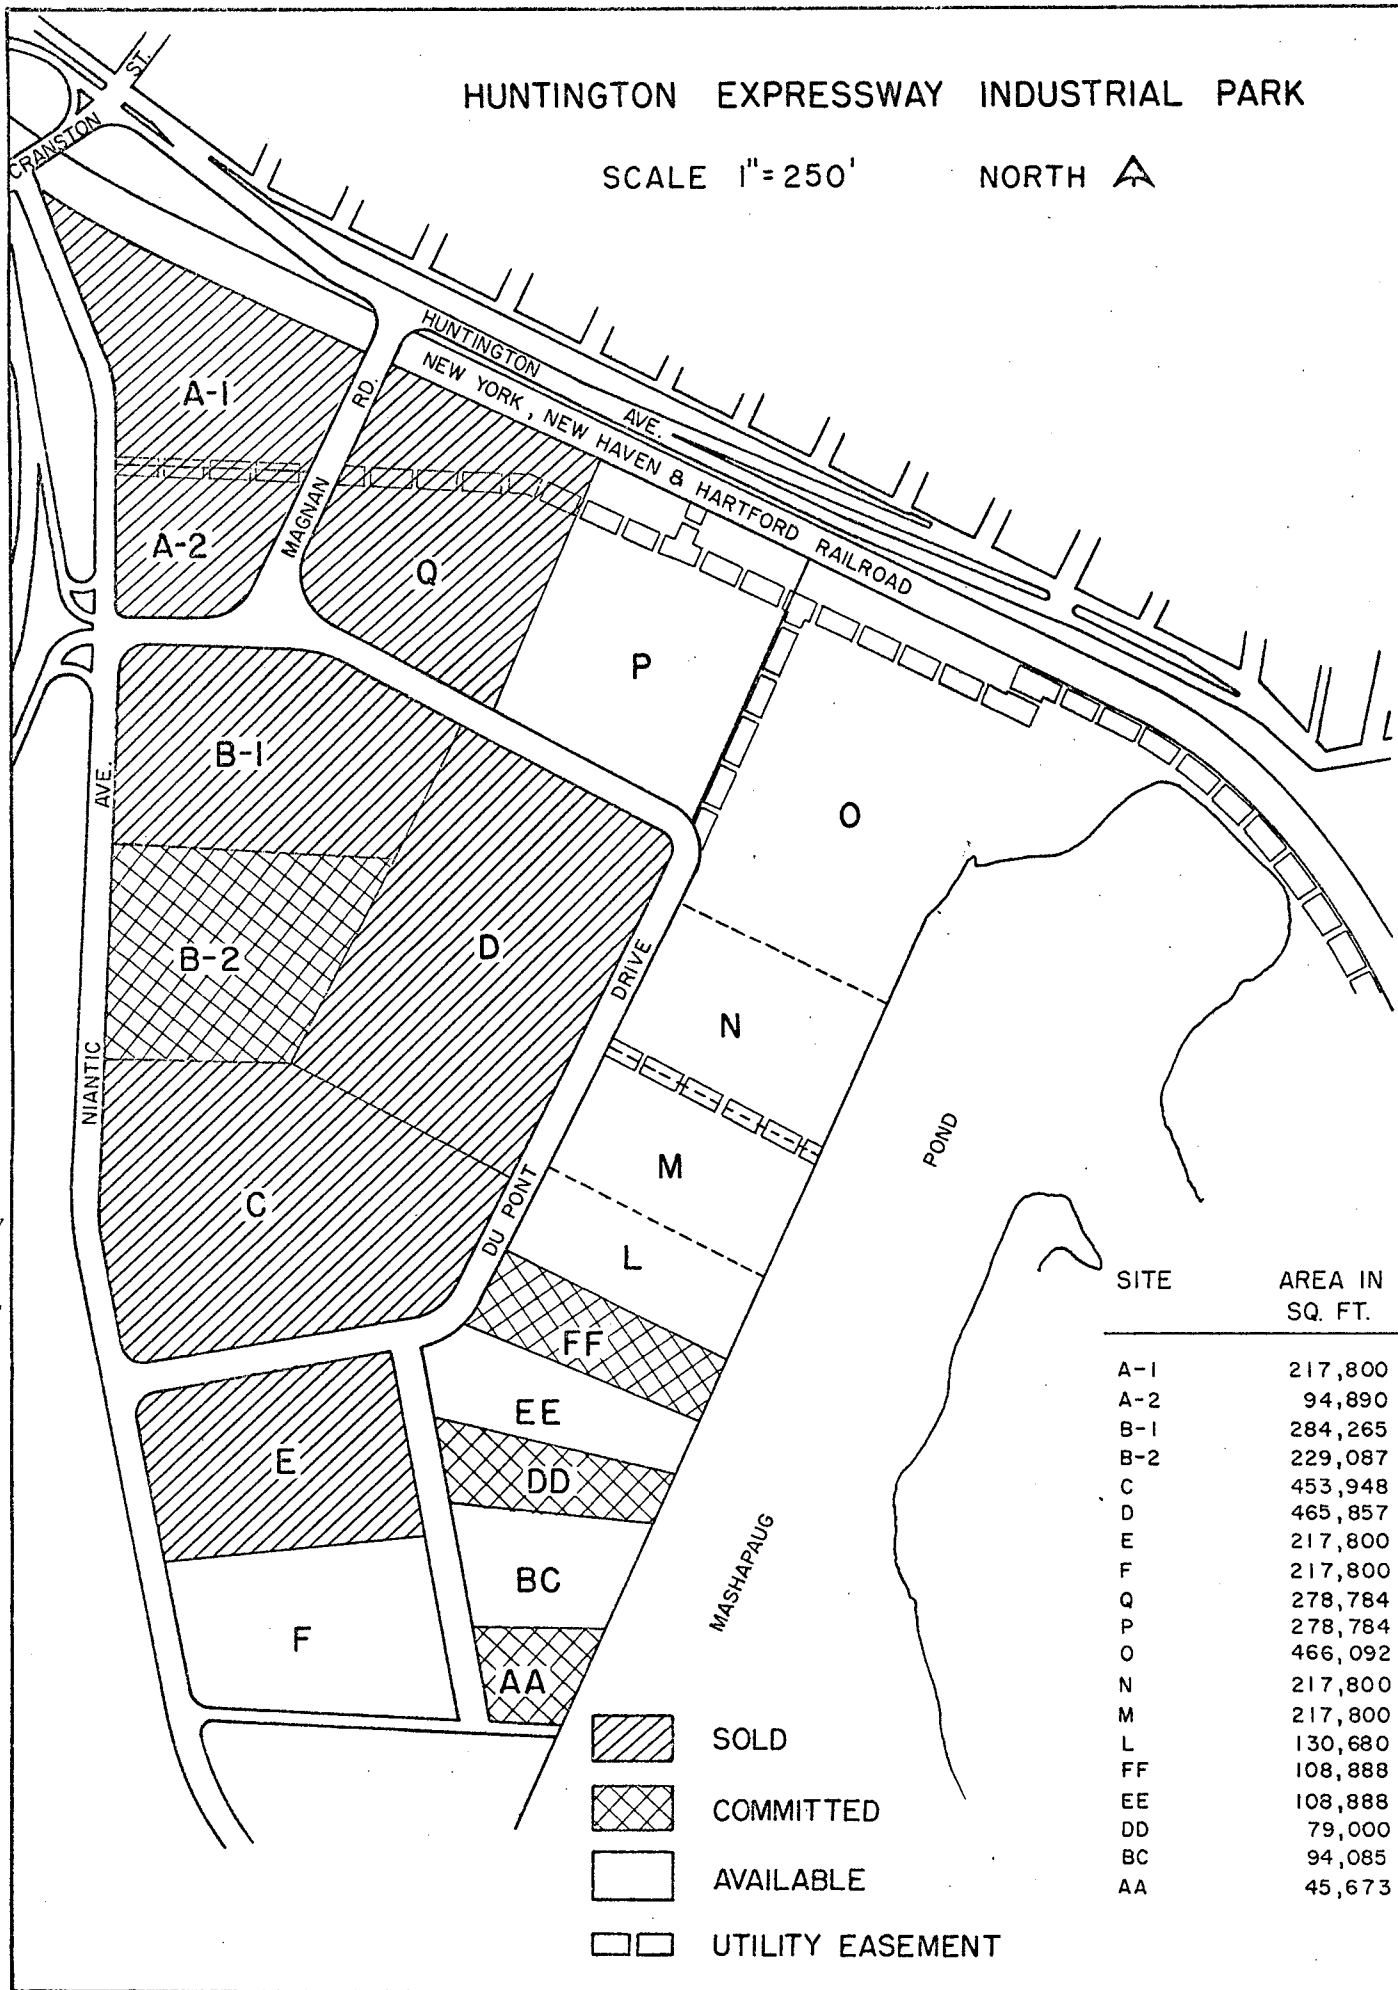 HUNTINGTON EXPRESSWAY INDUSTRIAL PARK
SCALE 1"=250' NORTH
CRANSTON ST.
HUNTINGTON AVE.
NEW YORK, NEW HAVEN & HARTFORD RAILROAD
MAGNAN RD.
A-1
A-2
Q
P
B-1
O
B-2
D
N
NIANTIC AVE.
DU PONT DRIVE
M
C
L
FF
EE
E
DD
BC
F
AA
MASHAPAUG POND
SITE AREA IN
SQ. FT.
A-1 217,800
A-2 94,890
B-1 284,265
B-2 229,087
C 453,948
D 465,857
E 217,800
F 217,800
Q 278,784
P 278,784
O 466,092
N 217,800
M 217,800
L 130,680
FF 108,888
EE 108,888
DD 79,000
BC 94,085
AA 45,673
SOLD
COMMITTED
AVAILABLE
UTILITY EASEMENT